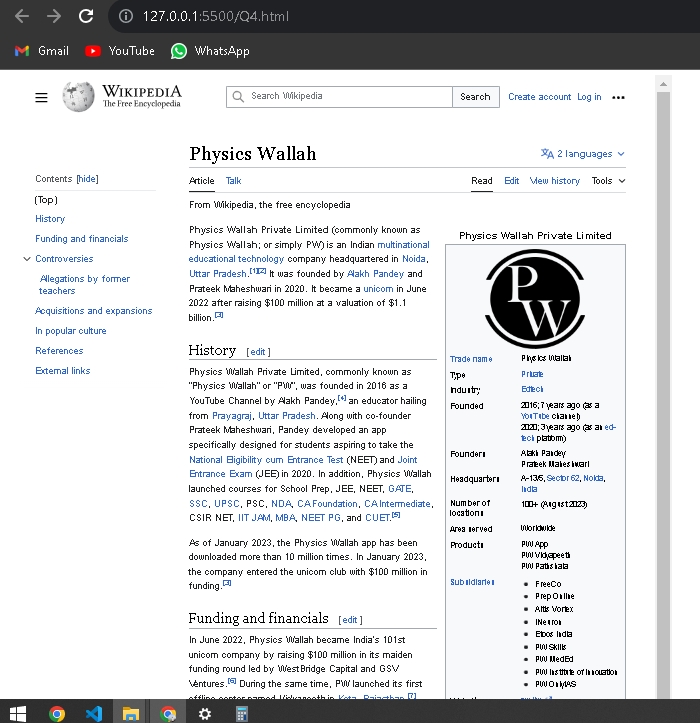 127.0.0.1:5500/Q4.html
Gmail YouTube WhatsApp
WIKIPEDIA
The Free Encyclopedia
Search Wikipedia Search Create account Log in •••
Physics Wallah 2 languages
Contents [hide]
(Top)
History
Funding and financials
Controversies
Allegations by former
teachers
Acquisitions and expansions
In popular culture
References
External links
Article Talk Read Edit View history Tools
From Wikipedia, the free encyclopedia
Physics Wallah Private Limited (commonly known as
Physics Wallah; or simply PW) is an Indian multinational
educational technology company headquartered in Noida,
Uttar Pradesh.[1][2] It was founded by Alakh Pandey and
Prateek Maheshwari in 2020. It became a unicorn in June
2022 after raising $100 million at a valuation of $1.1
billion.[3]
History [edit]
Physics Wallah Private Limited, commonly known as
"Physics Wallah" or "PW", was founded in 2016 as a
YouTube Channel by Alakh Pandey,[4] an educator hailing
from Prayagraj, Uttar Pradesh. Along with co-founder
Prateek Maheshwari, Pandey developed an app
specifically designed for students aspiring to take the
National Eligibility cum Entrance Test (NEET) and Joint
Entrance Exam (JEE) in 2020. In addition, Physics Wallah
launched courses for School Prep, JEE, NEET, GATE,
SSC, UPSC, PSC, NDA, CA Foundation, CA Intermediate,
CSIR NET, IIT JAM, MBA, NEET PG, and CUET.[5]
As of January 2023, the Physics Wallah app has been
downloaded more than 10 million times. In January 2023,
the company entered the unicorn club with $100 million in
funding.[3]
Funding and financials [edit]
In June 2022, Physics Wallah became India's 101st
unicorn company by raising $100 million in its maiden
funding round led by WestBridge Capital and GSV
Ventures.[6] During the same time, PW launched its first
offline center named Vidyapeeth in Kota, Rajasthan.[7]
Physics Wallah Private Limited
P
W
Trade name Physics Wallah
Type Private
Industry Edtech
Founded 2016; 7 years ago (as a
YouTube channel)
2020; 3 years ago (as an ed-
tech platform)
Founders Alakh Pandey
Prateek Maheshwari
Headquarters A-13/5, Sector 62, Noida,
India
Number of 100+ (August 2023)
locations
Area served Worldwide
Products PW App
PW Vidyapeeth
PW Pathshala
Subsidiaries
FreeCo
Prep Online
Altis Vortex
iNeuron
Etoos India
PW Skills
PW MedEd
PW Institute of Innovation
PW OnlyIAS